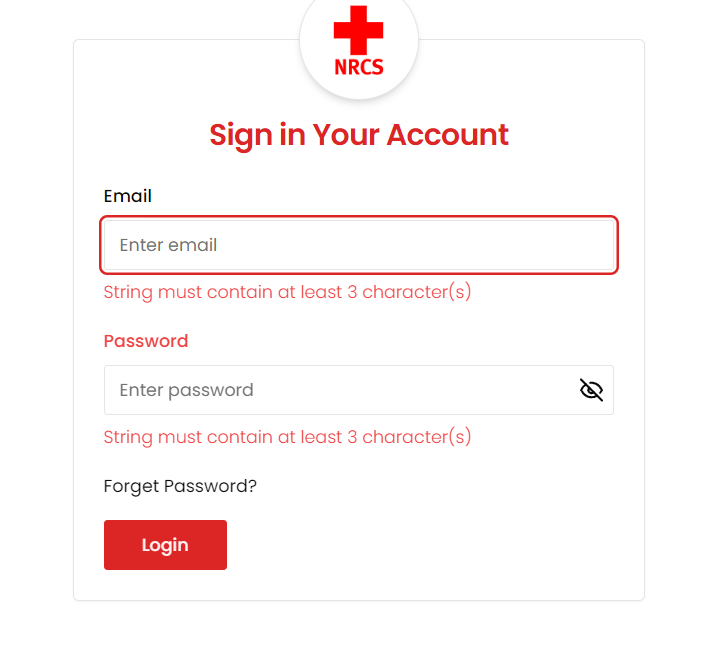 NRCS
Sign in Your Account
Email
Enter email
String must contain at least 3 character(s)
Password
Enter password
String must contain at least 3 character(s)
Forget Password?
Login